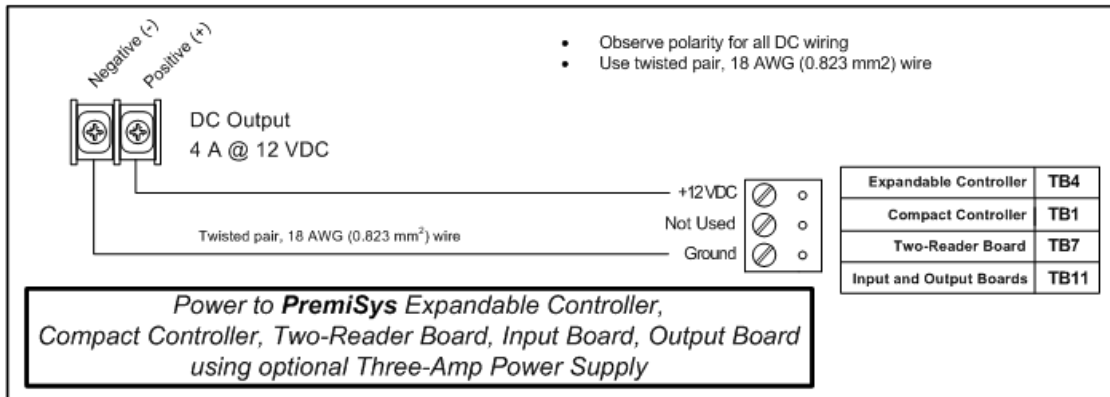 Negative (-)
Positive (+)
• Observe polarity for all DC wiring
• Use twisted pair, 18 AWG (0.823 mm2) wire
DC Output
4 A @ 12 VDC
+12VDC
Not Used
Ground
Twisted pair, 18 AWG (0.823 mm²) wire
Expandable Controller TB4
Compact Controller TB1
Two-Reader Board TB7
Input and Output Boards TB11
Power to PremiSys Expandable Controller,
Compact Controller, Two-Reader Board, Input Board, Output Board
using optional Three-Amp Power Supply